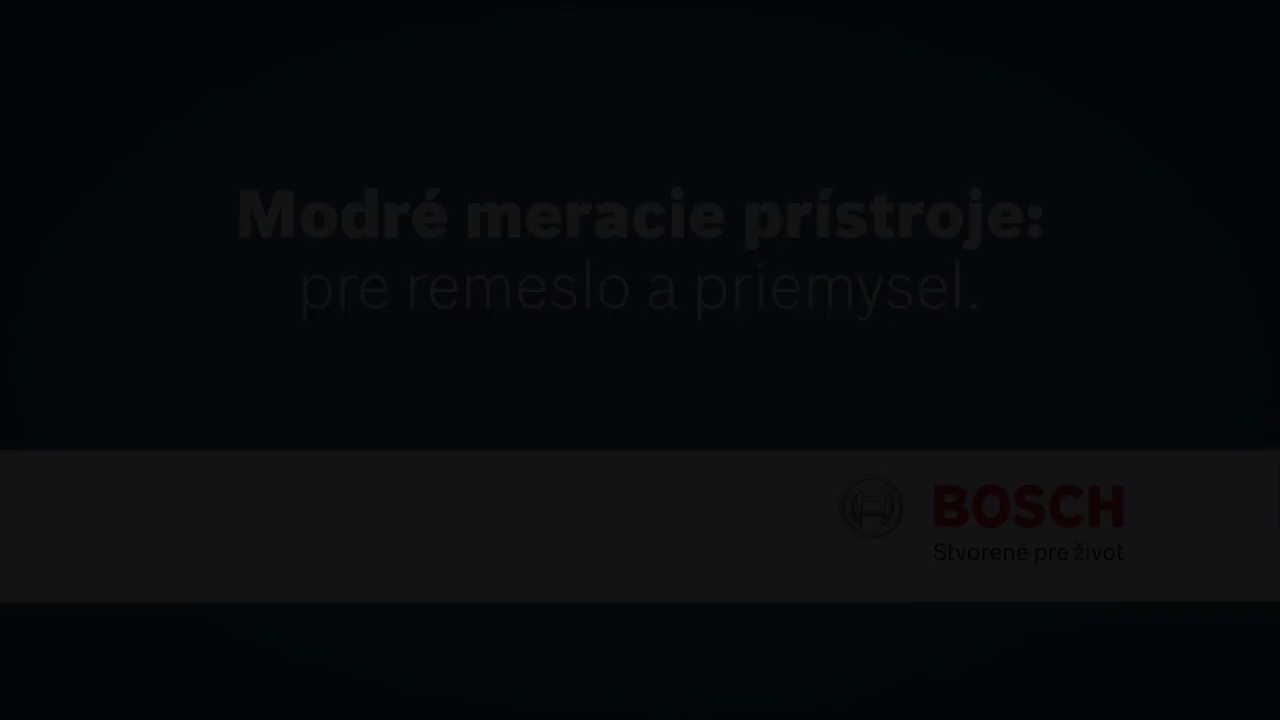 Modré meracie prístroje:
pre remeslo a priemysel.
BOSCH
Stvorené pre život